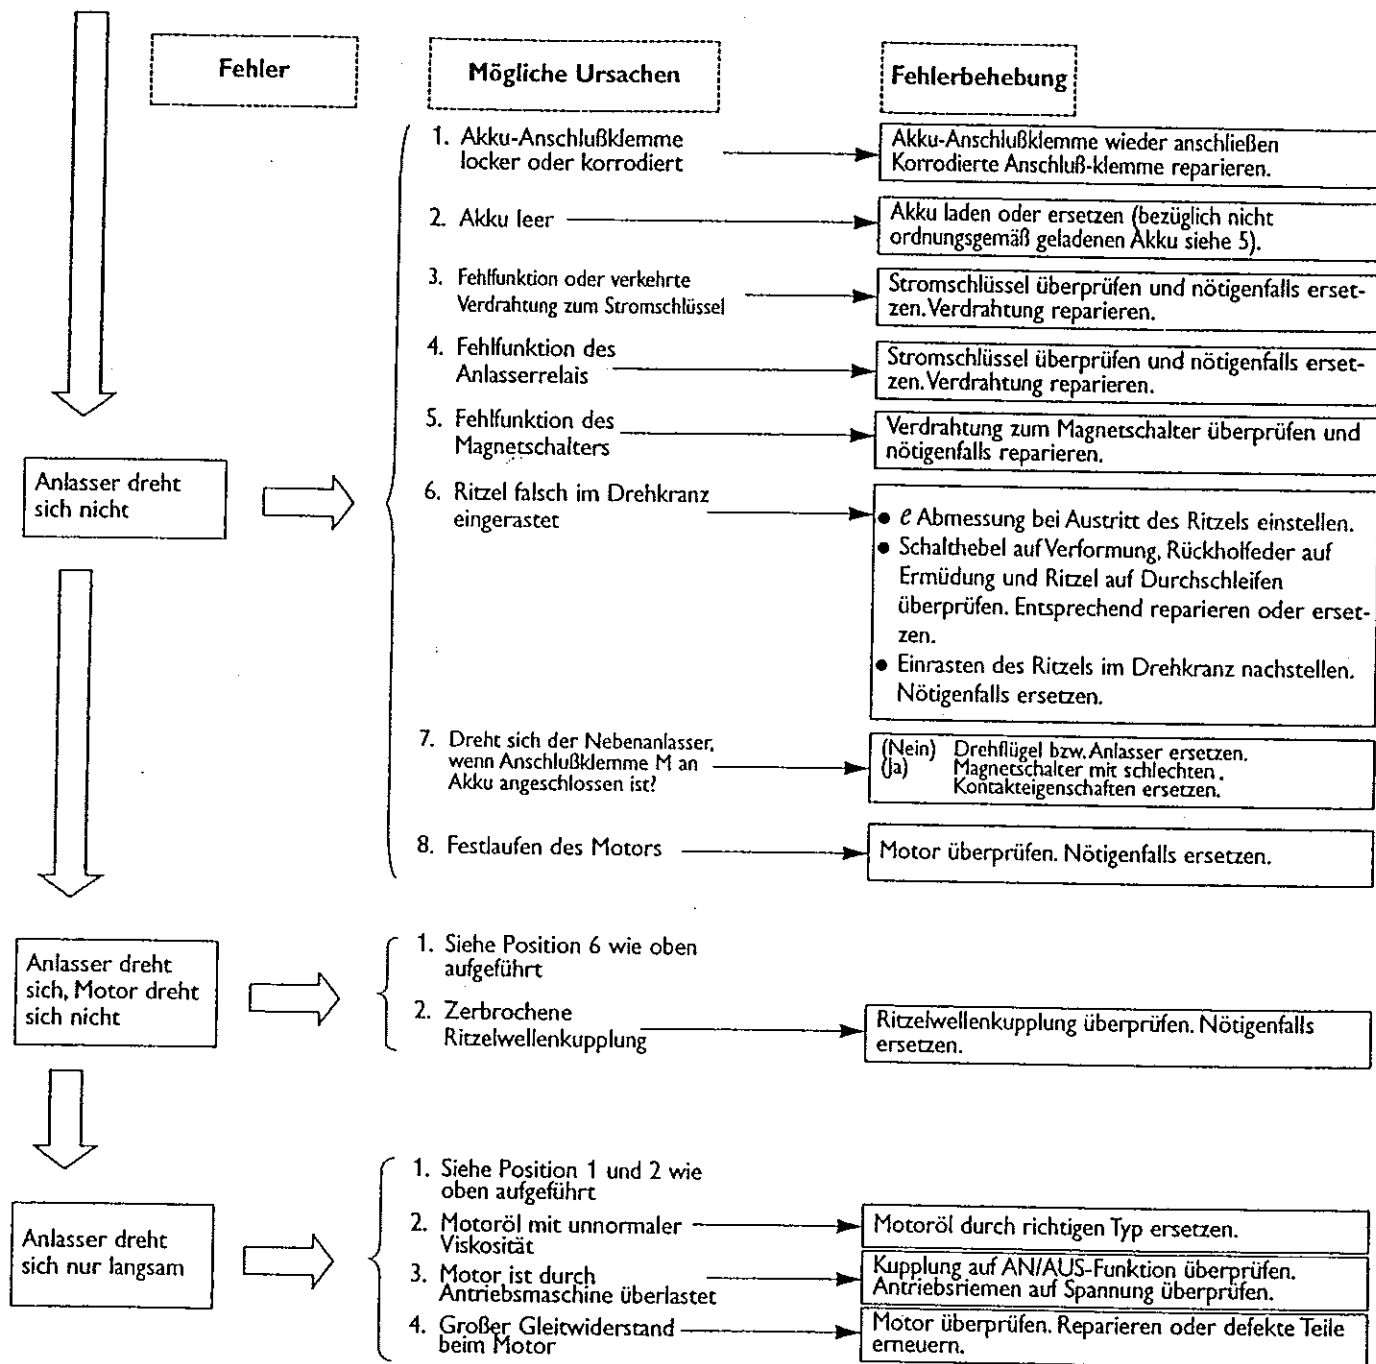 Fehler
Mögliche Ursachen
Fehlerbehebung
Anlasser dreht
sich nicht
1. Akku-Anschlußklemme
locker oder korrodiert
Akku-Anschlußklemme wieder anschließen
Korrodierte Anschluß-klemme reparieren.
2. Akku leer
Akku laden oder ersetzen (bezüglich nicht
ordnungsgemäß geladenen Akku siehe 5).
3. Fehlfunktion oder verkehrte
Verdrahtung zum Stromschlüssel
Stromschlüssel überprüfen und nötigenfalls erset-
zen. Verdrahtung reparieren.
4. Fehlfunktion des
Anlasserrelais
Stromschlüssel überprüfen und nötigenfalls erset-
zen. Verdrahtung reparieren.
5. Fehlfunktion des
Magnetschalters
Verdrahtung zum Magnetschalter überprüfen und
nötigenfalls reparieren.
6. Ritzel falsch im Drehkranz
eingerastet
● ℓ Abmessung bei Austritt des Ritzels einstellen.
● Schalthebel auf Verformung, Rückholfeder auf
Ermüdung und Ritzel auf Durchschleifen
überprüfen. Entsprechend reparieren oder erset-
zen.
● Einrasten des Ritzels im Drehkranz nachstellen.
Nötigenfalls ersetzen.
7. Dreht sich der Nebenanlasser,
wenn Anschlußklemme M an
Akku angeschlossen ist?
(Nein) Drehflügel bzw. Anlasser ersetzen.
(Ja) Magnetschalter mit schlechten.
Kontakteigenschaften ersetzen.
8. Festlaufen des Motors
Motor überprüfen. Nötigenfalls ersetzen.
Anlasser dreht
sich, Motor dreht
sich nicht
1. Siehe Position 6 wie oben
aufgeführt
2. Zerbrochene
Ritzelwellenkupplung
Ritzelwellenkupplung überprüfen. Nötigenfalls
ersetzen.
Anlasser dreht
sich nur langsam
1. Siehe Position 1 und 2 wie
oben aufgeführt
2. Motoröl mit unnormaler
Viskosität
Motoröl durch richtigen Typ ersetzen.
3. Motor ist durch
Antriebsmaschine überlastet
Kupplung auf AN/AUS-Funktion überprüfen.
Antriebsriemen auf Spannung überprüfen.
4. Großer Gleitwiderstand
beim Motor
Motor überprüfen. Reparieren oder defekte Teile
erneuern.